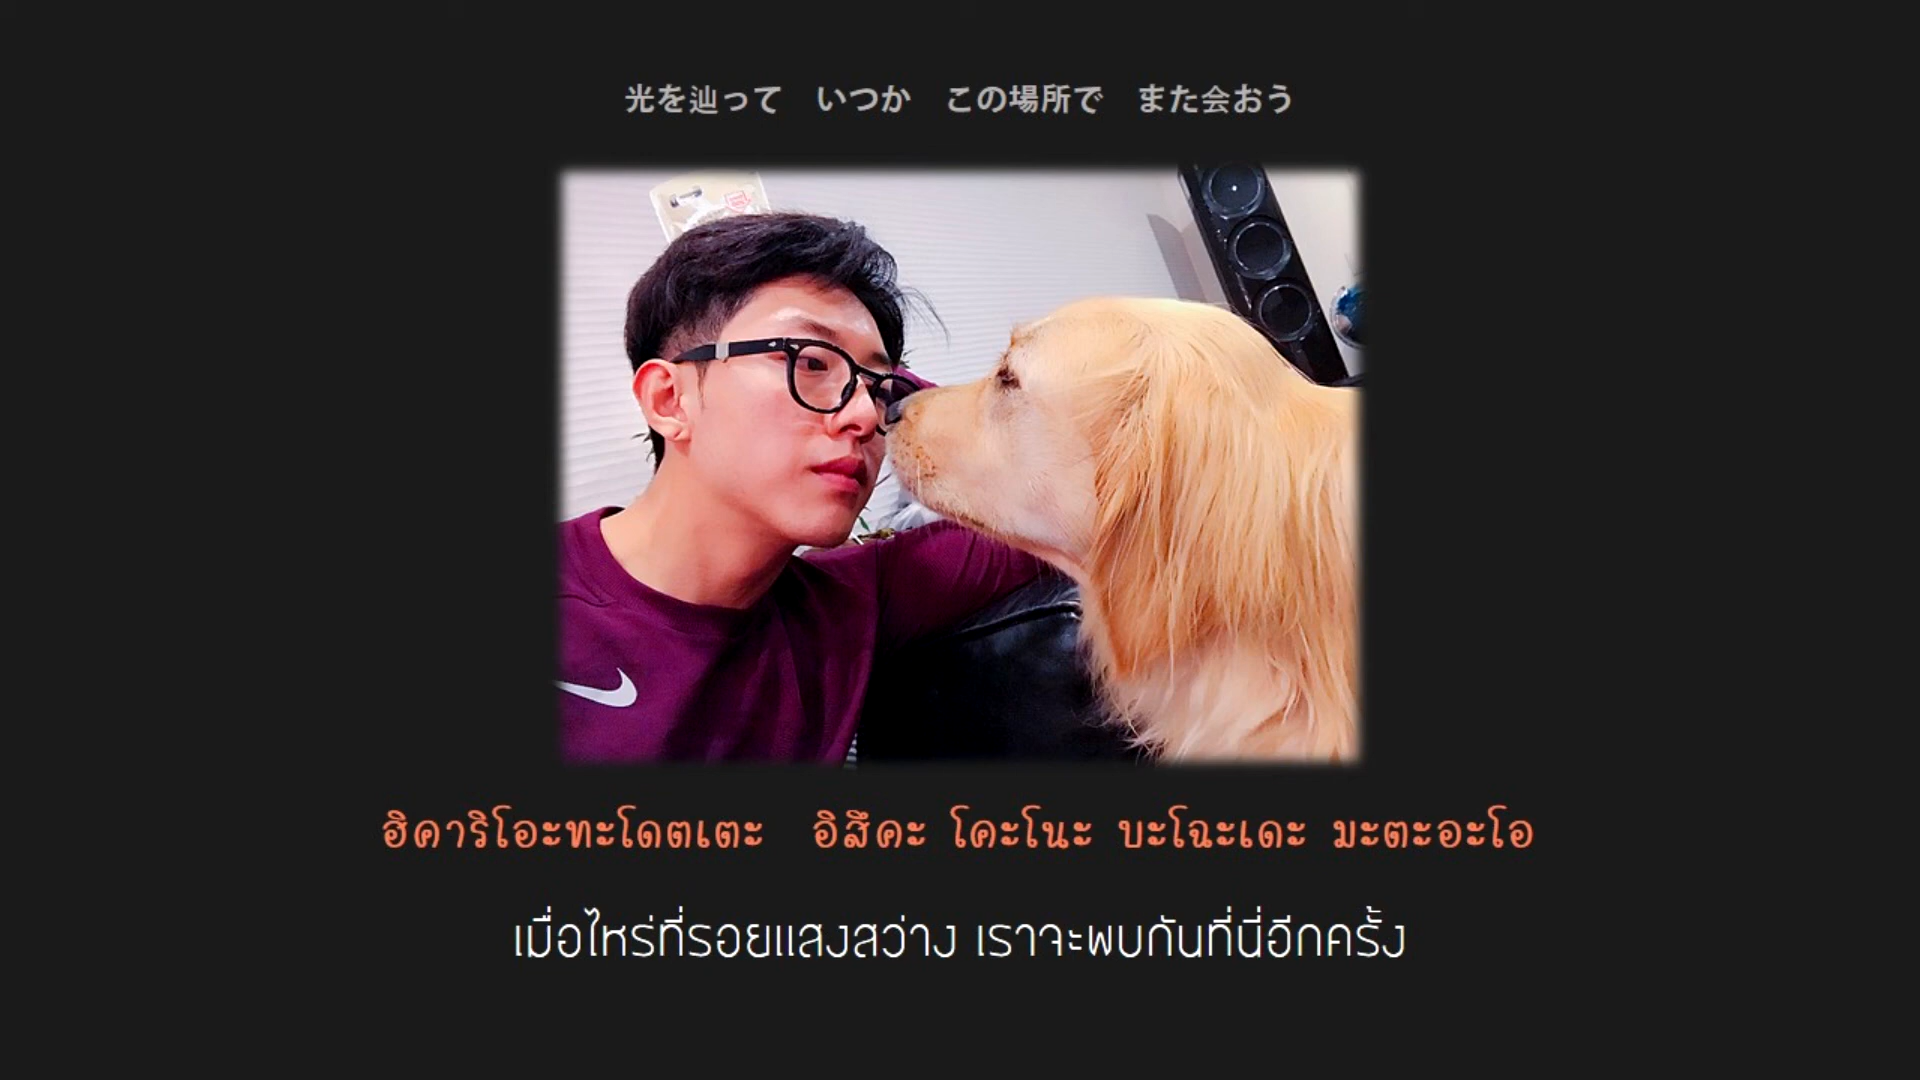 光を辿って　いつか　この場所で　また会おう
ฮิคาริโอะทะโดตเตะ อิสึคะ โคะโนะ บะโฉะเดะ มะตะอะโอ
เมื่อไหร่ที่รอยแสงสว่าง เราจะพบกันที่นี่อีกครั้ง